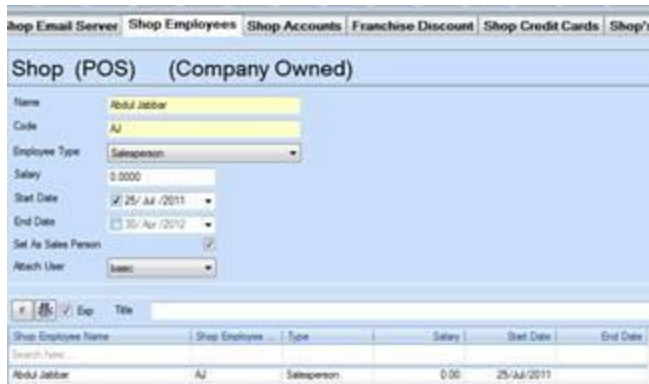 Shop Email Server Shop Employees Shop Accounts Franchise Discount Shop Credit Cards Shop's
Shop (POS) (Company Owned)
Name Abdul Jabbar
Code AJ
Employee Type Salesperson
Salary 0.0000
Start Date 25/ Jul /2011
End Date 30/ Apr /2012
Set As Sales Person
Attach User basic
Exp Title
Shop Employee Name Shop Employee ... Type Salary Start Date End Date
Search here...
Abdul Jabbar AJ Salesperson 0.00 25/Jul/2011